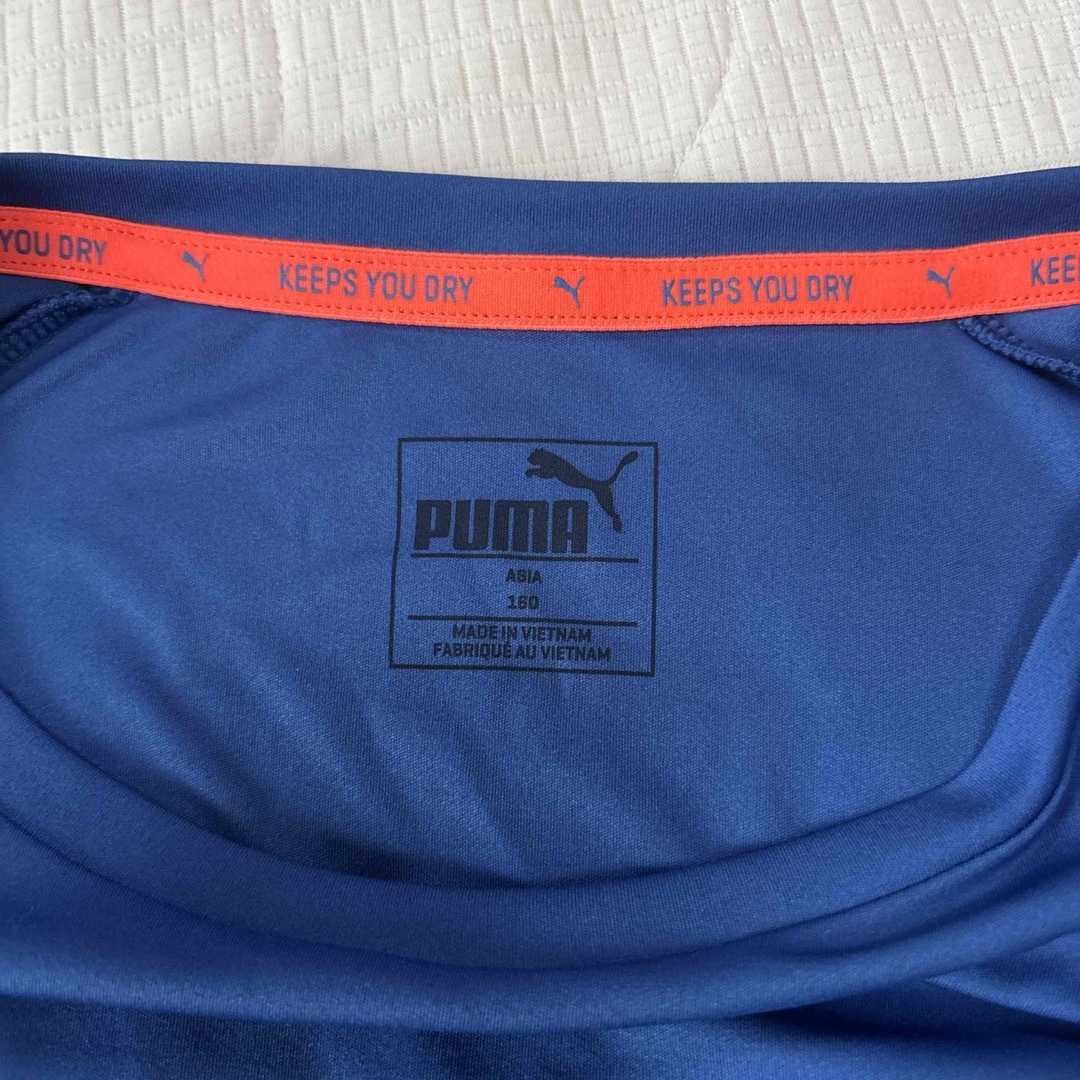 YOU DRY KEEPS YOU DRY KEEPS YOU DRY KEE
PUMA
ASIA
160
MADE IN VIETNAM
FABRIQUÉ AU VIETNAM